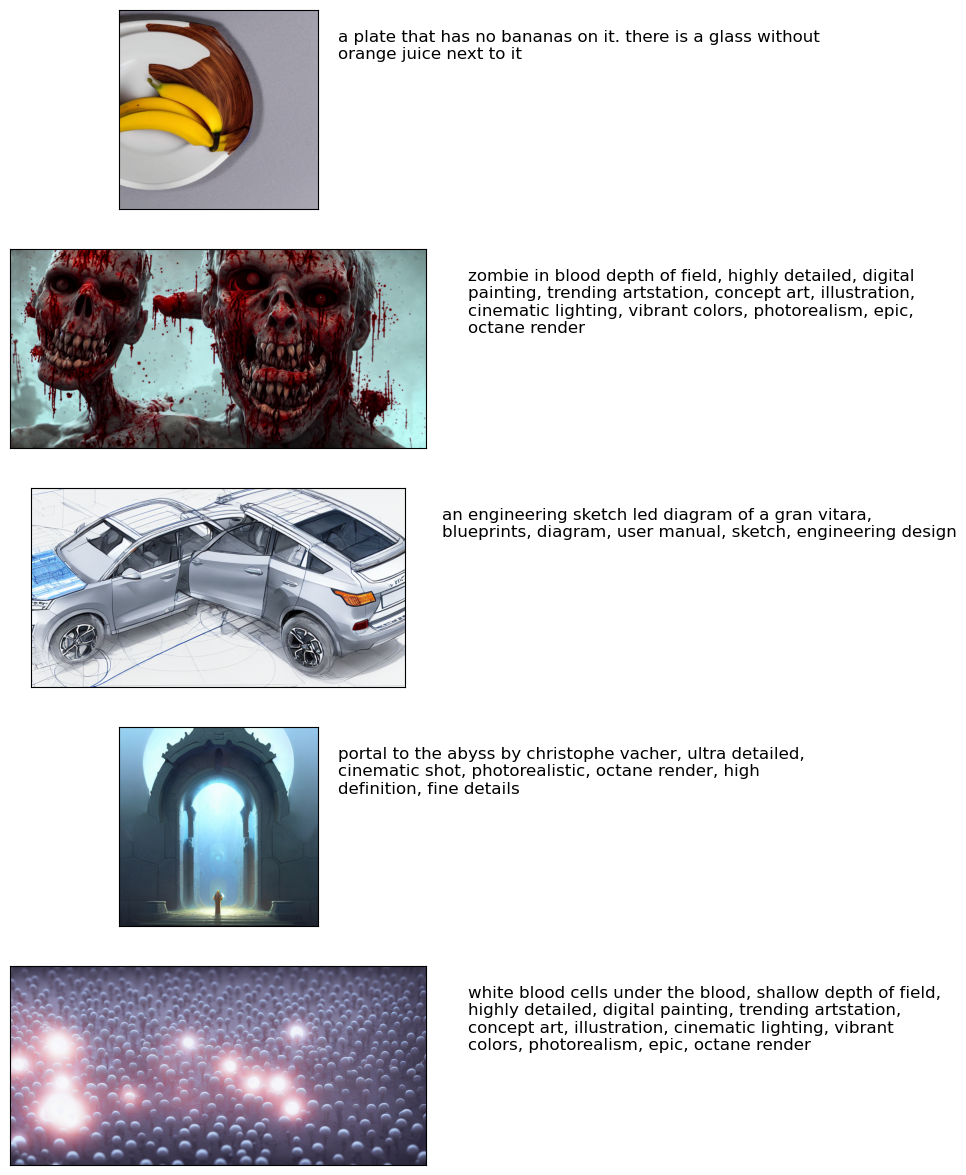 a plate that has no bananas on it. there is a glass without
orange juice next to it
zombie in blood depth of field, highly detailed, digital
painting, trending artstation, concept art, illustration,
cinematic lighting, vibrant colors, photorealism, epic,
octane render
an engineering sketch led diagram of a gran vitara,
blueprints, diagram, user manual, sketch, engineering design
portal to the abyss by christophe vacher, ultra detailed,
cinematic shot, photorealistic, octane render, high
definition, fine details
white blood cells under the blood, shallow depth of field,
highly detailed, digital painting, trending artstation,
concept art, illustration, cinematic lighting, vibrant
colors, photorealism, epic, octane render